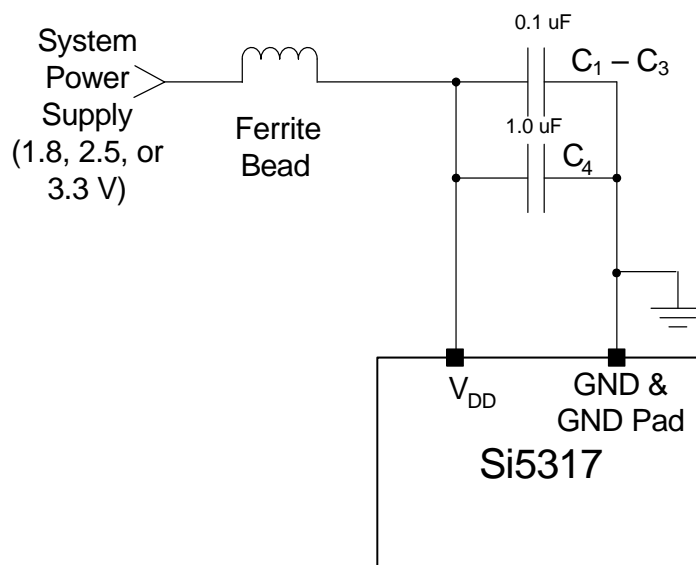 System
Power
Supply
(1.8, 2.5, or
3.3 V)
Ferrite
Bead
0.1 uF
C₁ – C₃
1.0 uF
C₄
V_DD
GND &
GND Pad
Si5317